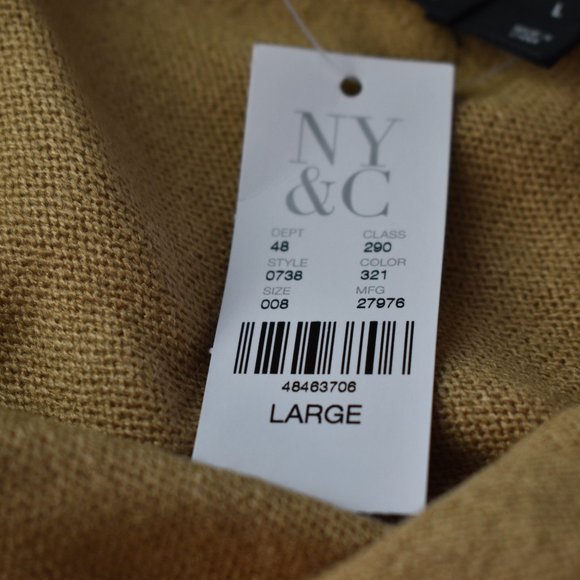 L
NY
&C
DEPT CLASS
48 290
STYLE COLOR
0738 321
SIZE MFG
008 27976
48463706
LARGE